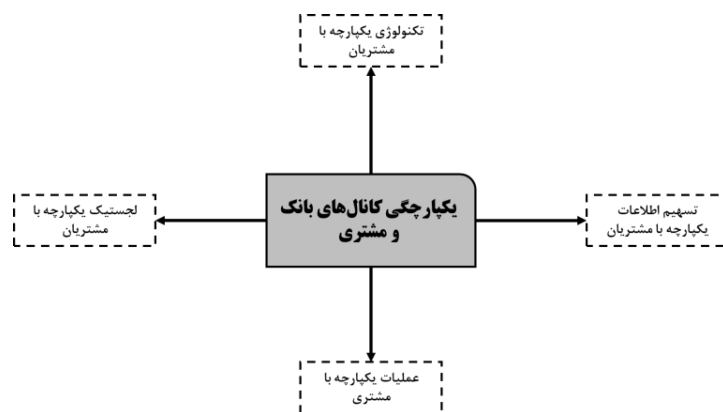 تکنولوژی یکپارچه با
مشتریان
یکپارچگی کانال‌های بانک
و مشتری
تسهیم اطلاعات
یکپارچه با مشتریان
لجستیک یکپارچه با
مشتریان
عملیات یکپارچه با
مشتری